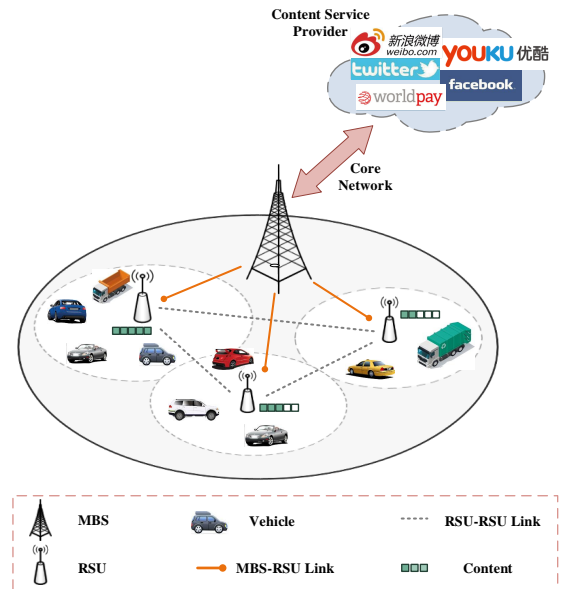 Content Service
Provider
新浪微博
weibo.com
YOUKU 优酷
twitter
facebook.
worldpay
Core
Network
MBS
Vehicle
RSU-RSU Link
RSU
MBS-RSU Link
Content